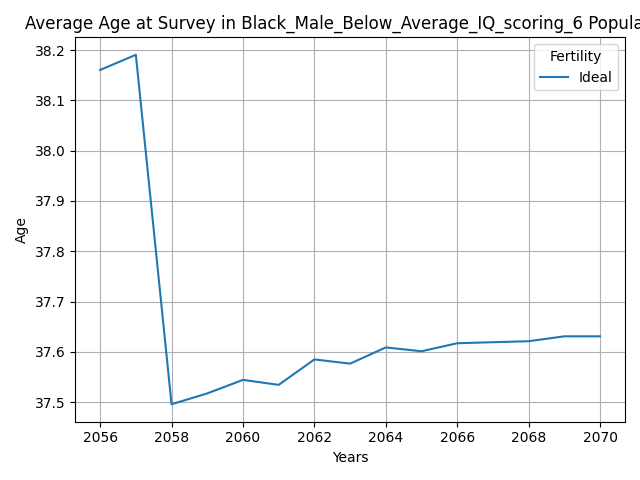 Average Age at Survey in Black_Male_Below_Average_IQ_scoring_6 Popula
Fertility
Ideal
38.2
38.1
38.0
37.9
37.8
37.7
37.6
37.5
Age
2056 2058 2060 2062 2064 2066 2068 2070
Years